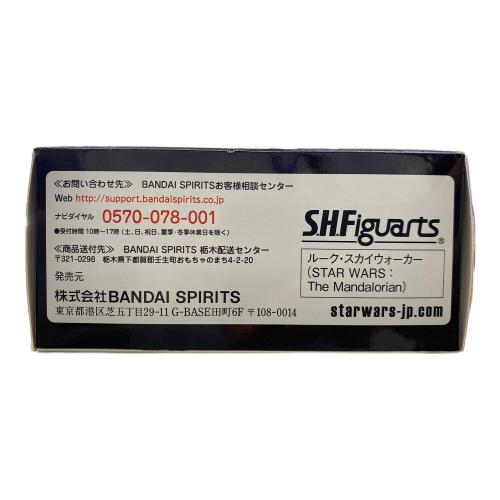 ≪お問い合わせ先≫ BANDAI SPIRITSお客様相談センター
Web http://support.bandaispirits.co.jp
ナビダイヤル 0570-078-001
●受付時間 10時〜17時(土、日、祝日、夏季・冬季休業日を除く)
≪商品送付先≫ BANDAI SPIRITS 栃木配送センター
〒321-0298 栃木県下都賀郡壬生町おもちゃのまち4-2-20
発売元
株式会社BANDAI SPIRITS
東京都港区芝五丁目29-11 G-BASE田町6F 〒108-0014
S.H.Figuarts®
ルーク・スカイウォーカー
(STAR WARS:
The Mandalorian)
starwars-jp.com